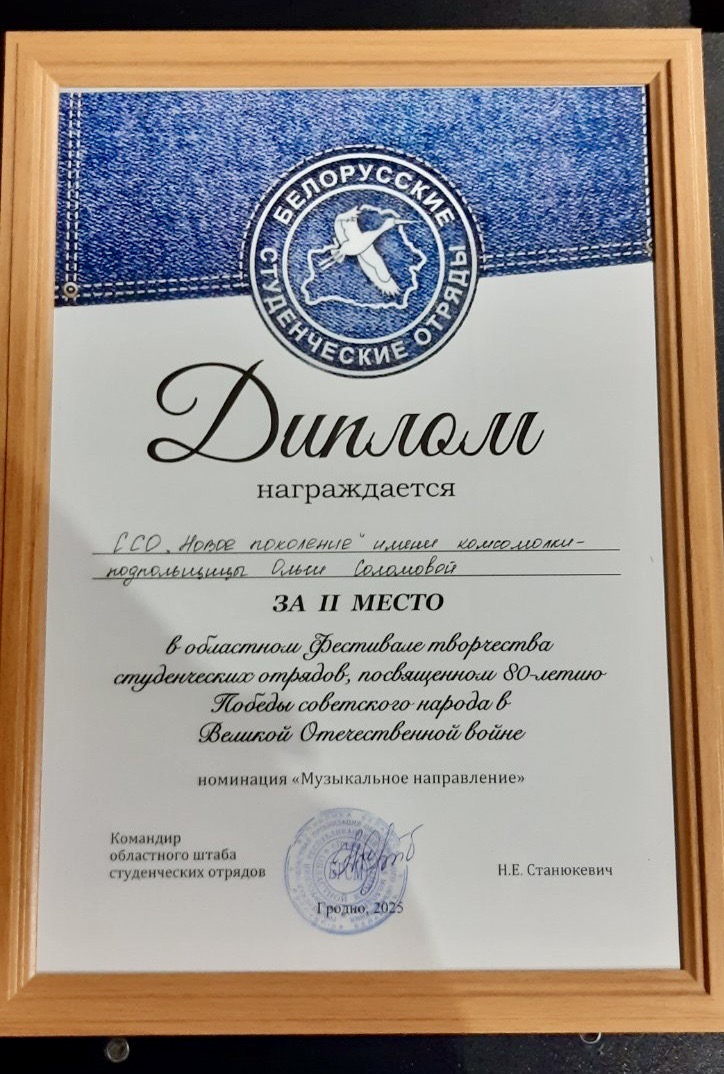 БЕЛОРУССКИЕ
СТУДЕНЧЕСКИЕ ОТРЯДЫ
Диплом
награждается
ССО „Новое поколение" имени комсомолки-
подпольщицы Ольги Соломовой
ЗА II МЕСТО
в областном Фестивале творчества
студенческих отрядов, посвященном 80-летию
Победы советского народа в
Великой Отечественной войне
номинация «Музыкальное направление»
Командир
областного штаба
студенческих отрядов
БРСМ
Н.Е. Станюкевич
Гродно, 2025